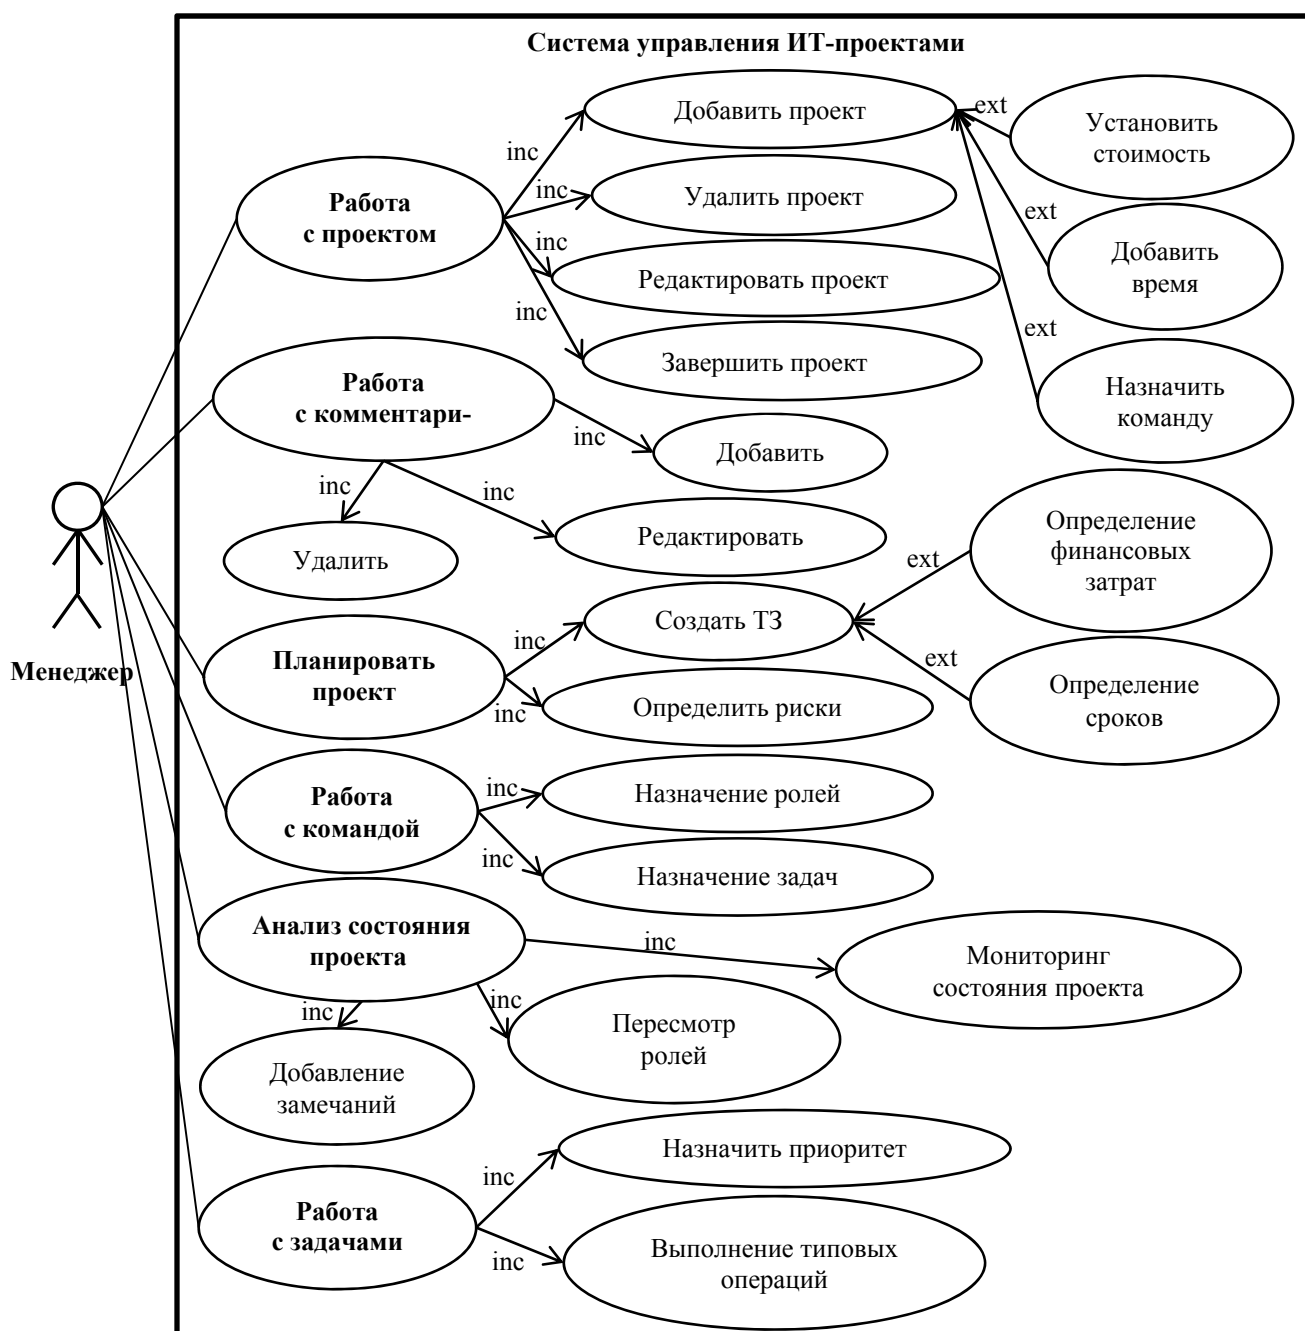 Система управления ИТ-проектами
Добавить проект
ext
Установить
стоимость
inc
Работа
с проектом
inc
Удалить проект
ext
Добавить
время
inc
Редактировать проект
inc
Завершить проект
ext
Назначить
команду
Работа
с комментари-
inc
Добавить
inc
inc
Удалить
Редактировать
ext
Определение
финансовых
затрат
Менеджер
Планировать
проект
inc
Создать ТЗ
ext
Определение
сроков
inc
Определить риски
Работа
с командой
inc
Назначение ролей
inc
Назначение задач
Анализ состояния
проекта
inc
Мониторинг
состояния проекта
inc
inc
Пересмотр
ролей
Добавление
замечаний
Работа
с задачами
inc
Назначить приоритет
inc
Выполнение типовых
операций